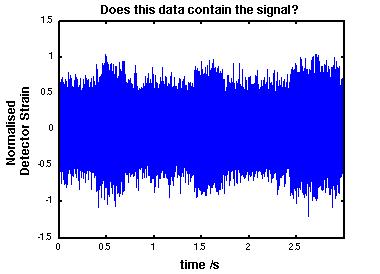 Does this data contain the signal?
1.5
1
0.5
0
-0.5
-1
-1.5
Normalised
Detector Strain
0 0.5 1 1.5 2 2.5
time /s